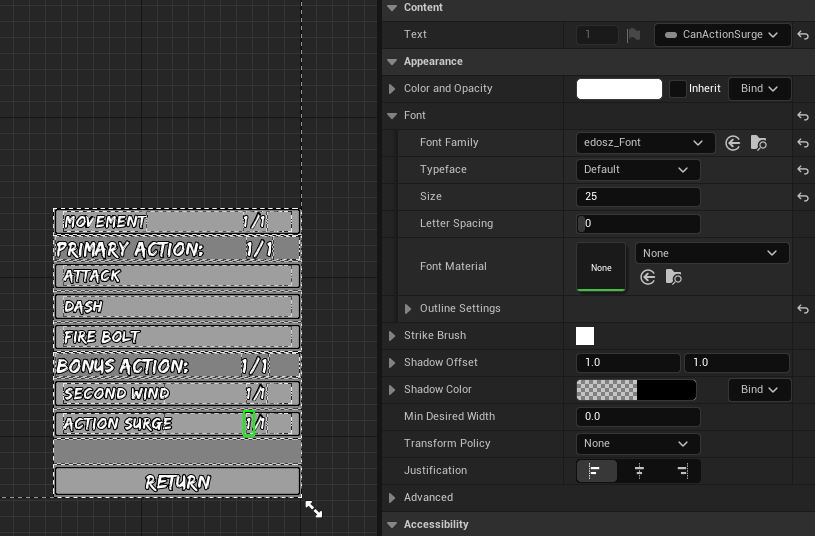 MOVEMENT 1/1
PRIMARY ACTION: 1/1
ATTACK
DASH
FIRE BOLT
BONUS ACTION: 1/1
SECOND WIND 1/1
ACTION SURGE 1/1
RETURN
Content
Text 1 CanActionSurge
Appearance
Color and Opacity Inherit Bind
Font
Font Family edosz_Font
Typeface Default
Size 25
Letter Spacing 0
Font Material None None
Outline Settings
Strike Brush
Shadow Offset 1.0 1.0
Shadow Color Bind
Min Desired Width 0.0
Transform Policy None
Justification
Advanced
Accessibility